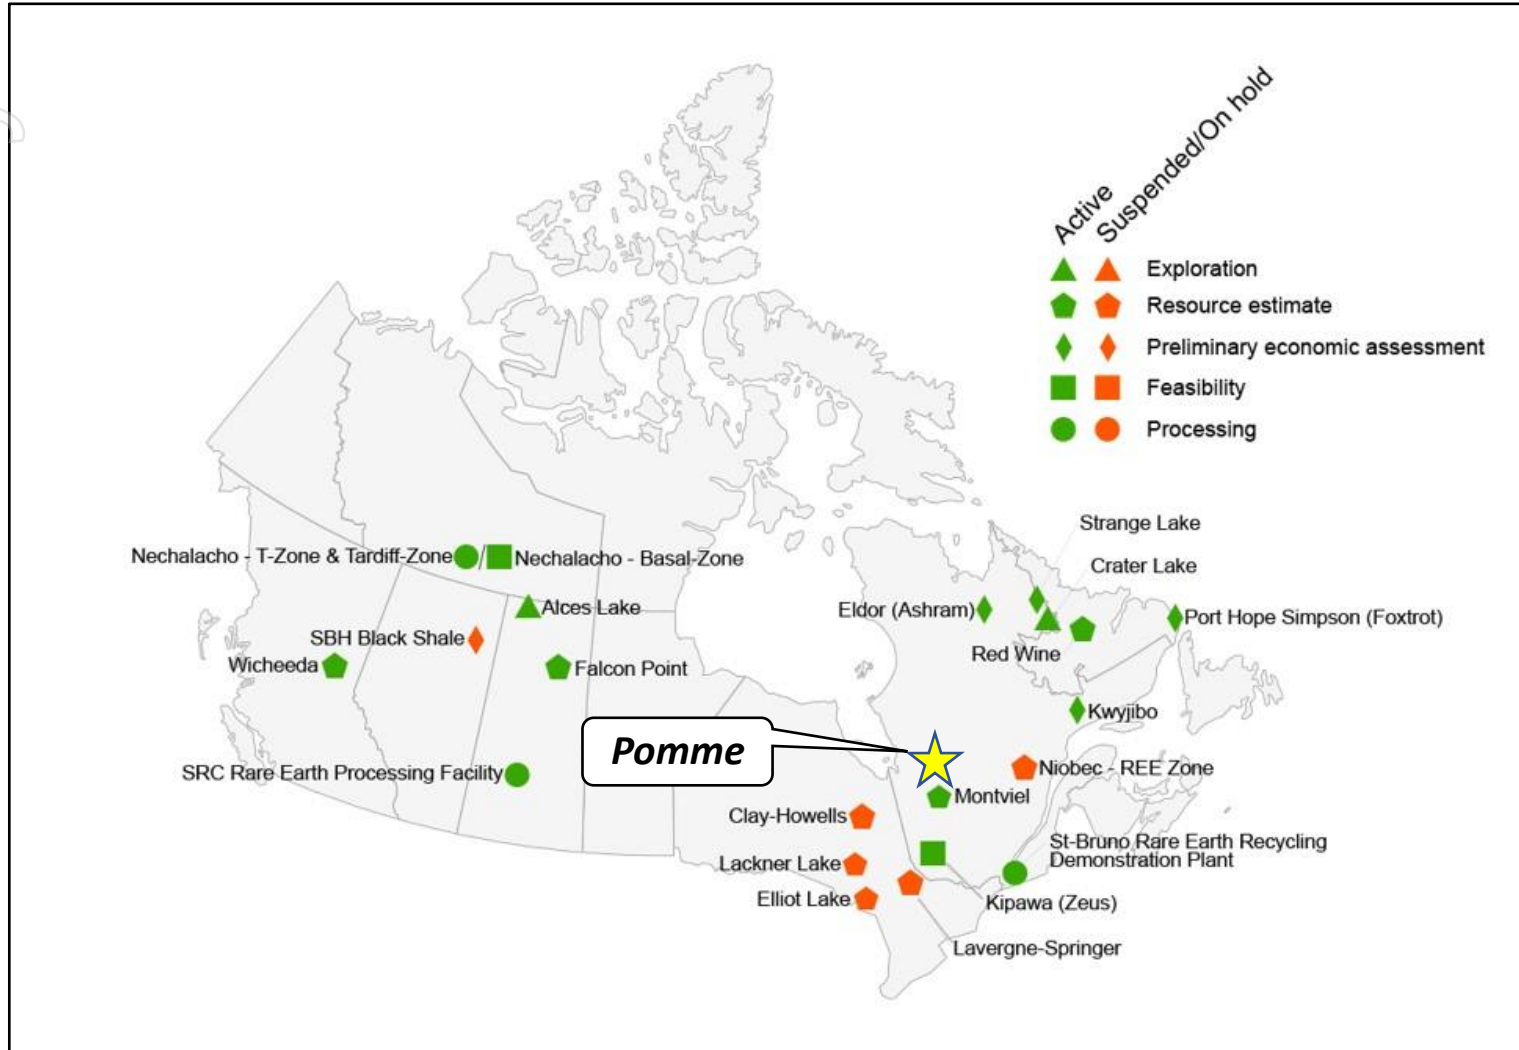 Active
Suspended/On hold
Exploration
Resource estimate
Preliminary economic assessment
Feasibility
Processing
Strange Lake
Crater Lake
Nechalacho - T-Zone & Tardiff-Zone
/
Nechalacho - Basal-Zone
Alces Lake
Eldor (Ashram)
Port Hope Simpson (Foxtrot)
SBH Black Shale
Red Wine
Wicheeda
Falcon Point
Kwyjibo
Pomme
SRC Rare Earth Processing Facility
Niobec - REE Zone
Montviel
Clay-Howells
St-Bruno Rare Earth Recycling
Demonstration Plant
Lackner Lake
Elliot Lake
Kipawa (Zeus)
Lavergne-Springer